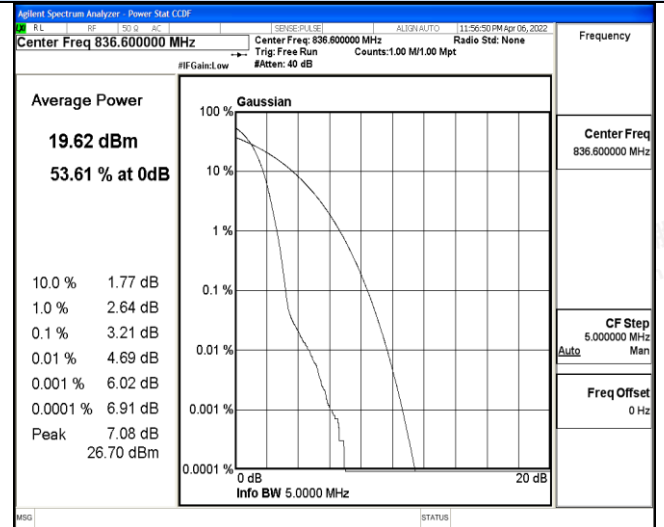 Agilent Spectrum Analyzer - Power Stat CCDF
RL RF 50 Ω AC SENSE:PULSE ALIGN AUTO 11:56:50 PM Apr 06, 2022
Center Freq 836.600000 MHz
Center Freq: 836.600000 MHz Radio Std: None
Trig: Free Run Counts:1.00 M/1.00 Mpt
#IFGain:Low #Atten: 40 dB
Frequency
Average Power
19.62 dBm
53.61 % at 0dB
10.0 % 1.77 dB
1.0 % 2.64 dB
0.1 % 3.21 dB
0.01 % 4.69 dB
0.001 % 6.02 dB
0.0001 % 6.91 dB
Peak 7.08 dB
26.70 dBm
Gaussian
100 %
10 %
1 %
0.1 %
0.01 %
0.001 %
0.0001 %
0 dB 20 dB
Info BW 5.0000 MHz
Center Freq
836.600000 MHz
CF Step
5.000000 MHz
Auto Man
Freq Offset
0 Hz
MSG STATUS